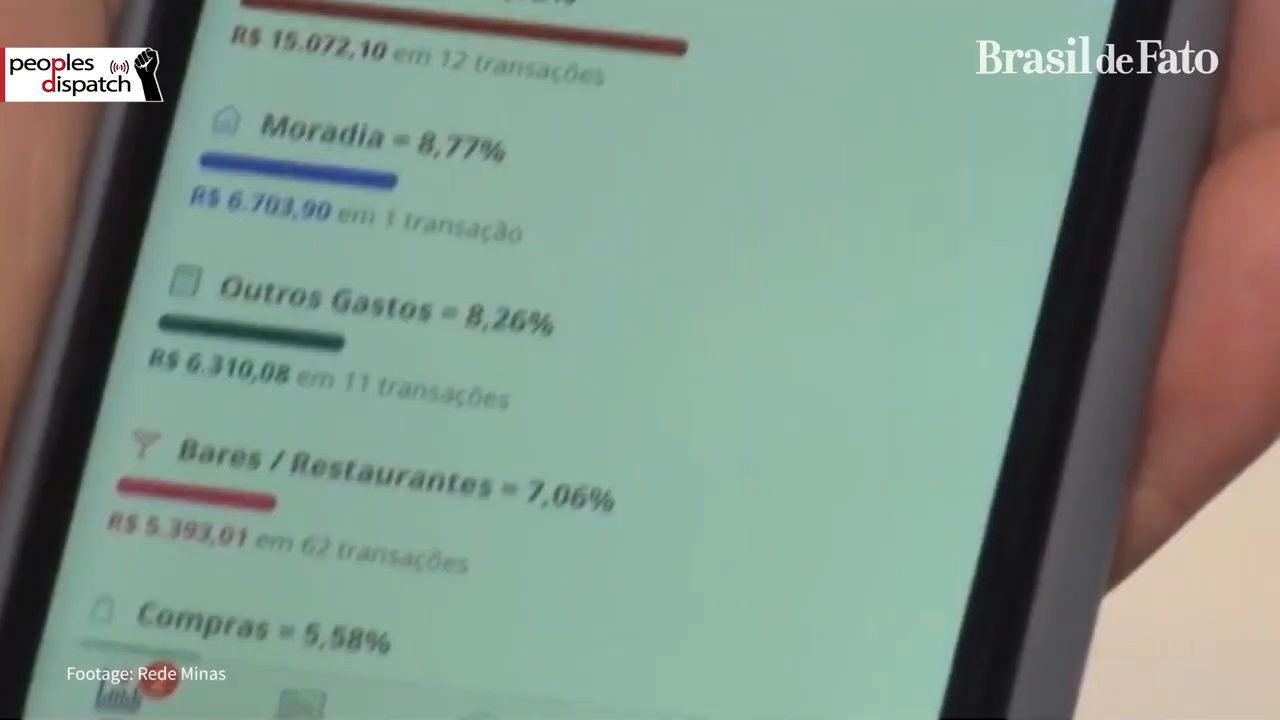 peoples
dispatch
Brasil de Fato
R$ 15.072,10 em 12 transações
Moradia = 8,77%
R$ 6.703,90 em 1 transação
Outros Gastos = 8,26%
R$ 6.310,08 em 11 transações
Bares / Restaurantes = 7,06%
R$ 5.393,01 em 62 transações
Compras = 5,58%
Footage: Rede Minas